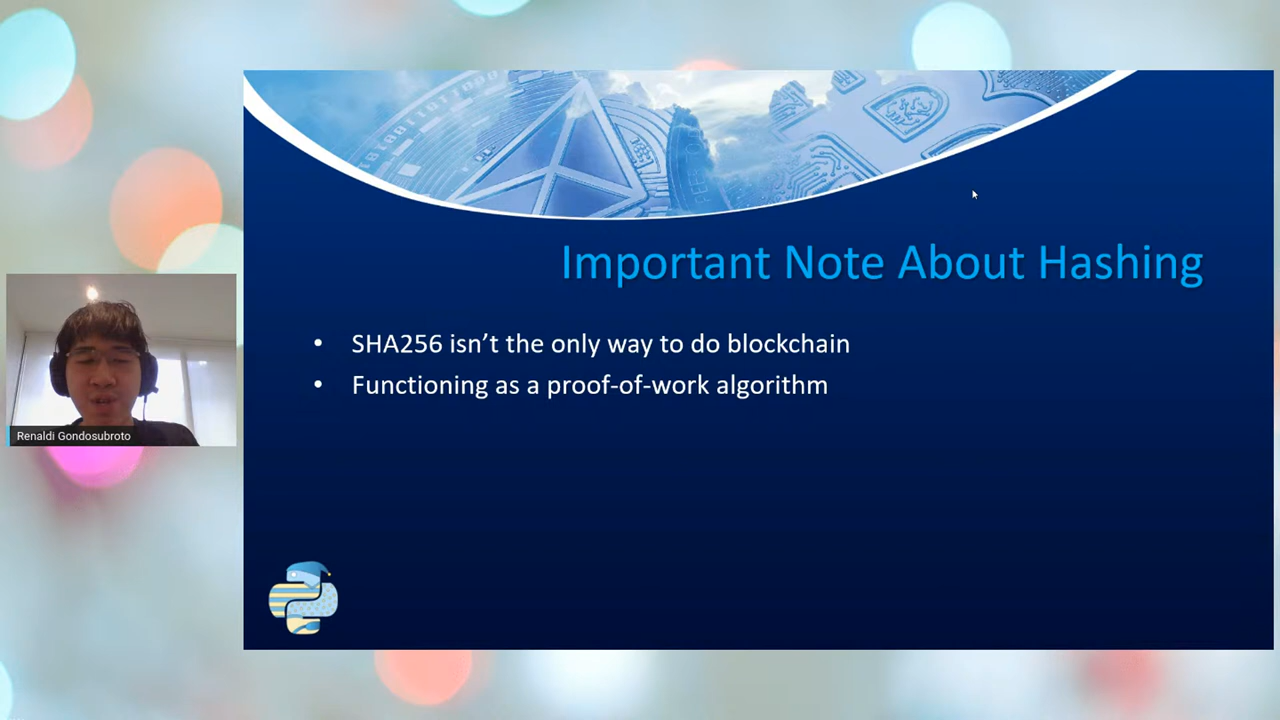 Important Note About Hashing
• SHA256 isn’t the only way to do blockchain
• Functioning as a proof-of-work algorithm
Renaldi Gondosubroto